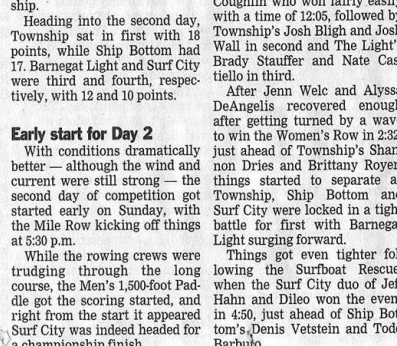 ship.
Heading into the second day,
Township sat in first with 18
points, while Ship Bottom had
17. Barnegat Light and Surf City
were third and fourth, respec-
tively, with 12 and 10 points.
Early start for Day 2
With conditions dramatically
better — although the wind and
current were still strong — the
second day of competition got
started early on Sunday, with
the Mile Row kicking off things
at 5:30 p.m.
While the rowing crews were
trudging through the long
course, the Men's 1,500-foot Pad-
dle got the scoring started, and
right from the start it appeared
Surf City was indeed headed for
a championship finish
Coughlin who won fairly
with a time of 12:05, followed
Township's Josh Bligh and
Wall in second and The Light'
Brady Stauffer and Nate Cas
tiello in third.
After Jenn Welc and Alyss
DeAngelis recovered enoug
after getting turned by a wav
to win the Women's Row in 2:32
just ahead of Township's Shan
non Dries and Brittany Royer
things started to separate a
Township, Ship Bottom an
Surf City were locked in a tigh
battle for first with Barnega
Light surging forward.
Things got even tighter fol
lowing the Surfboat Rescue
when the Surf City duo of Jef
Hahn and Dileo won the even
in 4:50, just ahead of Ship Bot
tom's Denis Vetstein and Tod
Barbuto